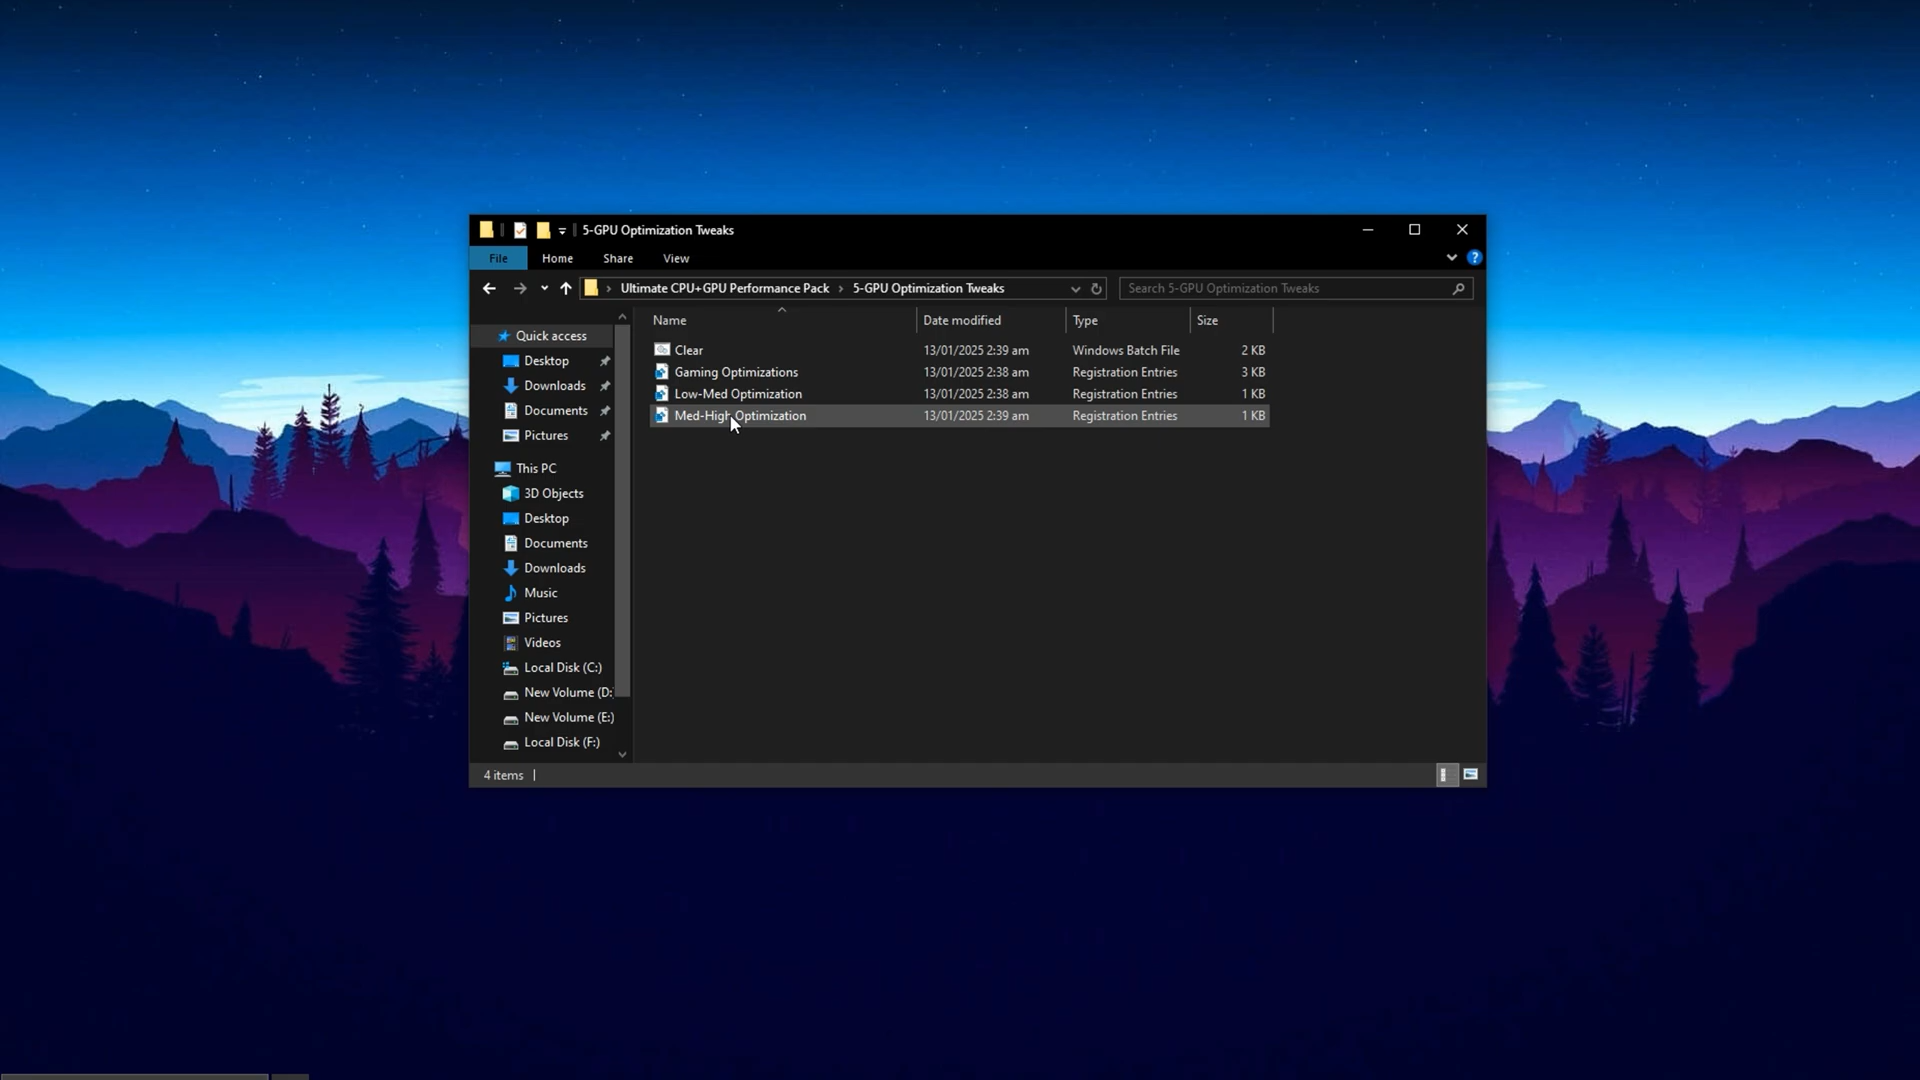 5-GPU Optimization Tweaks
File Home Share View
Ultimate CPU+GPU Performance Pack › 5-GPU Optimization Tweaks
Search 5-GPU Optimization Tweaks
Name Date modified Type Size
Clear 13/01/2025 2:39 am Windows Batch File 2 KB
Gaming Optimizations 13/01/2025 2:38 am Registration Entries 3 KB
Low-Med Optimization 13/01/2025 2:38 am Registration Entries 1 KB
Med-High Optimization 13/01/2025 2:39 am Registration Entries 1 KB
Quick access
Desktop
Downloads
Documents
Pictures
This PC
3D Objects
Desktop
Documents
Downloads
Music
Pictures
Videos
Local Disk (C:)
New Volume (D:
New Volume (E:)
Local Disk (F:)
4 items